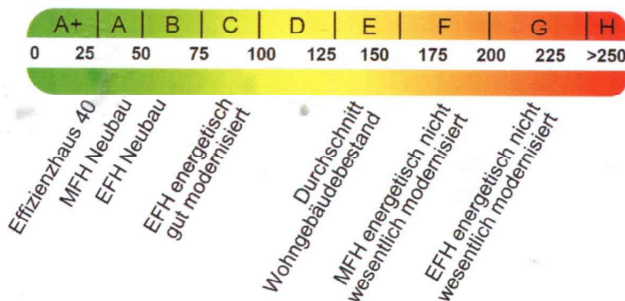 A+ A B C D E F G H
0 25 50 75 100 125 150 175 200 225 >250
Effizienzhaus 40
MFH Neubau
EFH Neubau
EFH energetisch
gut modernisiert
Durchschnitt
Wohngebäudebestand
MFH energetisch nicht
wesentlich modernisiert
EFH energetisch nicht
wesentlich modernisiert